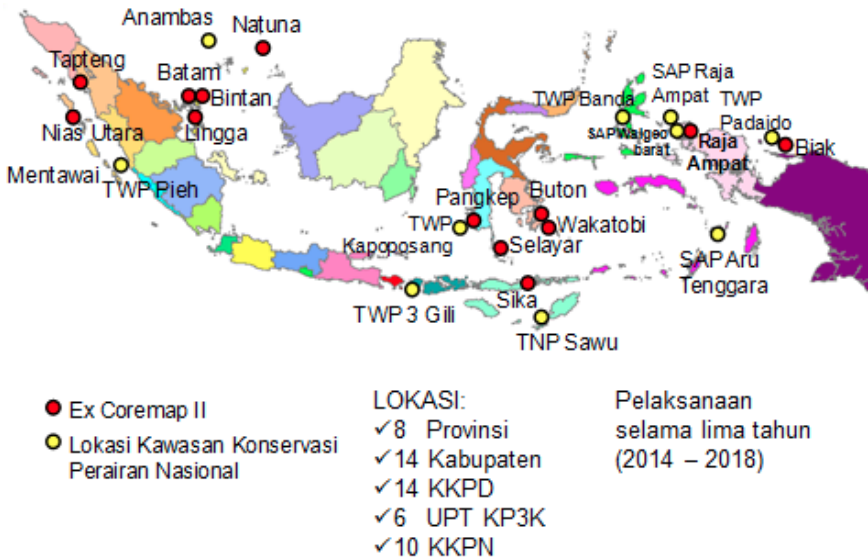 Anambas
Natuna
Tapteng
Batam
Bintan
Nias Utara
Lingga
Mentawai
TWP Pieh
SAP Raja
Ampat
TWP Banda
TWP
Padaido
SAP Waigeo
barat
Raja
Ampat
Biak
Pangkep
Buton
TWP
Kapoposang
Wakatobi
Selayar
SAP Aru
Tenggara
Sika
TWP 3 Gili
TNP Sawu
Ex Coremap II
Lokasi Kawasan Konservasi
Perairan Nasional
LOKASI:
✓8 Provinsi
✓14 Kabupaten
✓14 KKPD
✓6 UPT KP3K
✓10 KKPN
Pelaksanaan
selama lima tahun
(2014 – 2018)